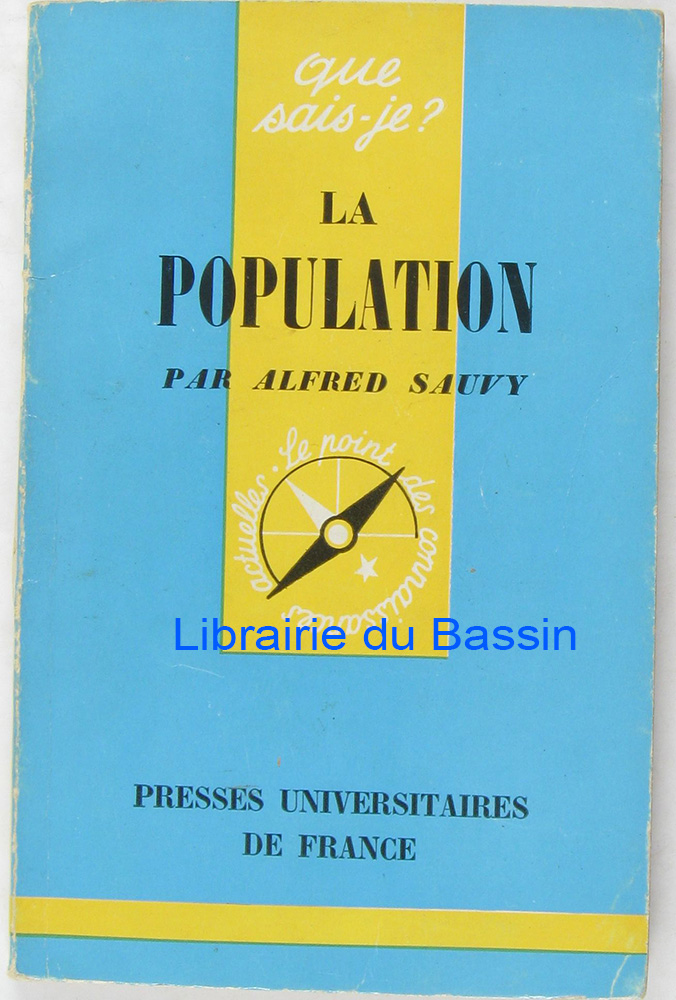 que
sais-je?
LA
POPULATION
PAR ALFRED SAUVY
Le point des connaissances actuelles.
Librairie du Bassin
PRESSES UNIVERSITAIRES
DE FRANCE